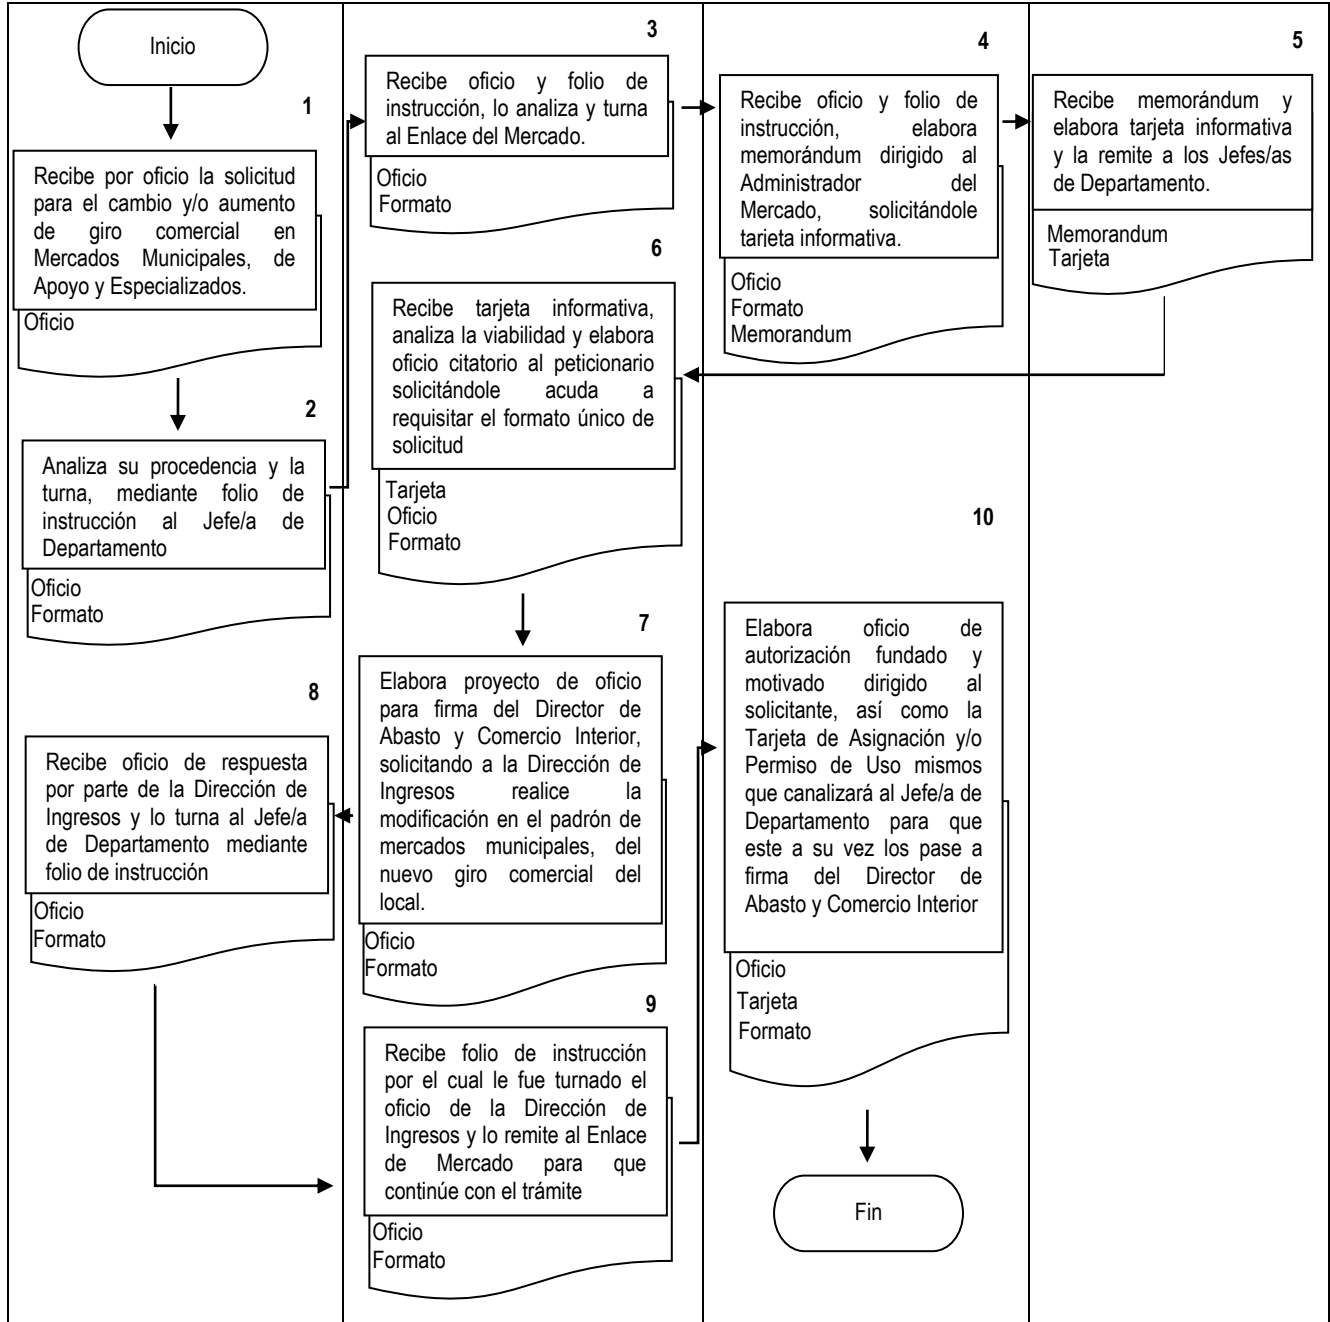 Inicio
1
Recibe por oficio la solicitud
para el cambio y/o aumento
de giro comercial en
Mercados Municipales, de
Apoyo y Especializados.
Oficio
2
Analiza su procedencia y la
turna, mediante folio de
instrucción al Jefe/a de
Departamento
Oficio
Formato
3
Recibe oficio y folio de
instrucción, lo analiza y turna
al Enlace del Mercado.
Oficio
Formato
4
Recibe oficio y folio de
instrucción, elabora
memorándum dirigido al
Administrador del
Mercado, solicitándole
tarjeta informativa.
Oficio
Formato
Memorandum
5
Recibe memorándum y
elabora tarjeta informativa
y la remite a los Jefes/as
de Departamento.
Memorandum
Tarjeta
6
Recibe tarjeta informativa,
analiza la viabilidad y elabora
oficio citatorio al peticionario
solicitándole acuda a
requisitar el formato único de
solicitud
Tarjeta
Oficio
Formato
7
Elabora proyecto de oficio
para firma del Director de
Abasto y Comercio Interior,
solicitando a la Dirección de
Ingresos realice la
modificación en el padrón de
mercados municipales, del
nuevo giro comercial del
local.
Oficio
Formato
8
Recibe oficio de respuesta
por parte de la Dirección de
Ingresos y lo turna al Jefe/a
de Departamento mediante
folio de instrucción
Oficio
Formato
9
Recibe folio de instrucción
por el cual le fue turnado el
oficio de la Dirección de
Ingresos y lo remite al Enlace
de Mercado para que
continúe con el trámite
Oficio
Formato
10
Elabora oficio de
autorización fundado y
motivado dirigido al
solicitante, así como la
Tarjeta de Asignación y/o
Permiso de Uso mismos
que canalizará al Jefe/a de
Departamento para que
este a su vez los pase a
firma del Director de
Abasto y Comercio Interior
Oficio
Tarjeta
Formato
Fin